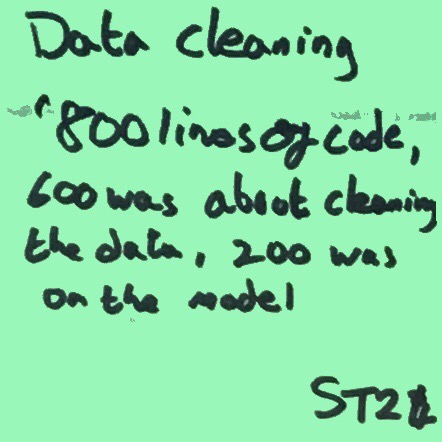 Data cleaning
'800 lines of code,
600 was about cleaning
the data, 200 was
on the model
ST2